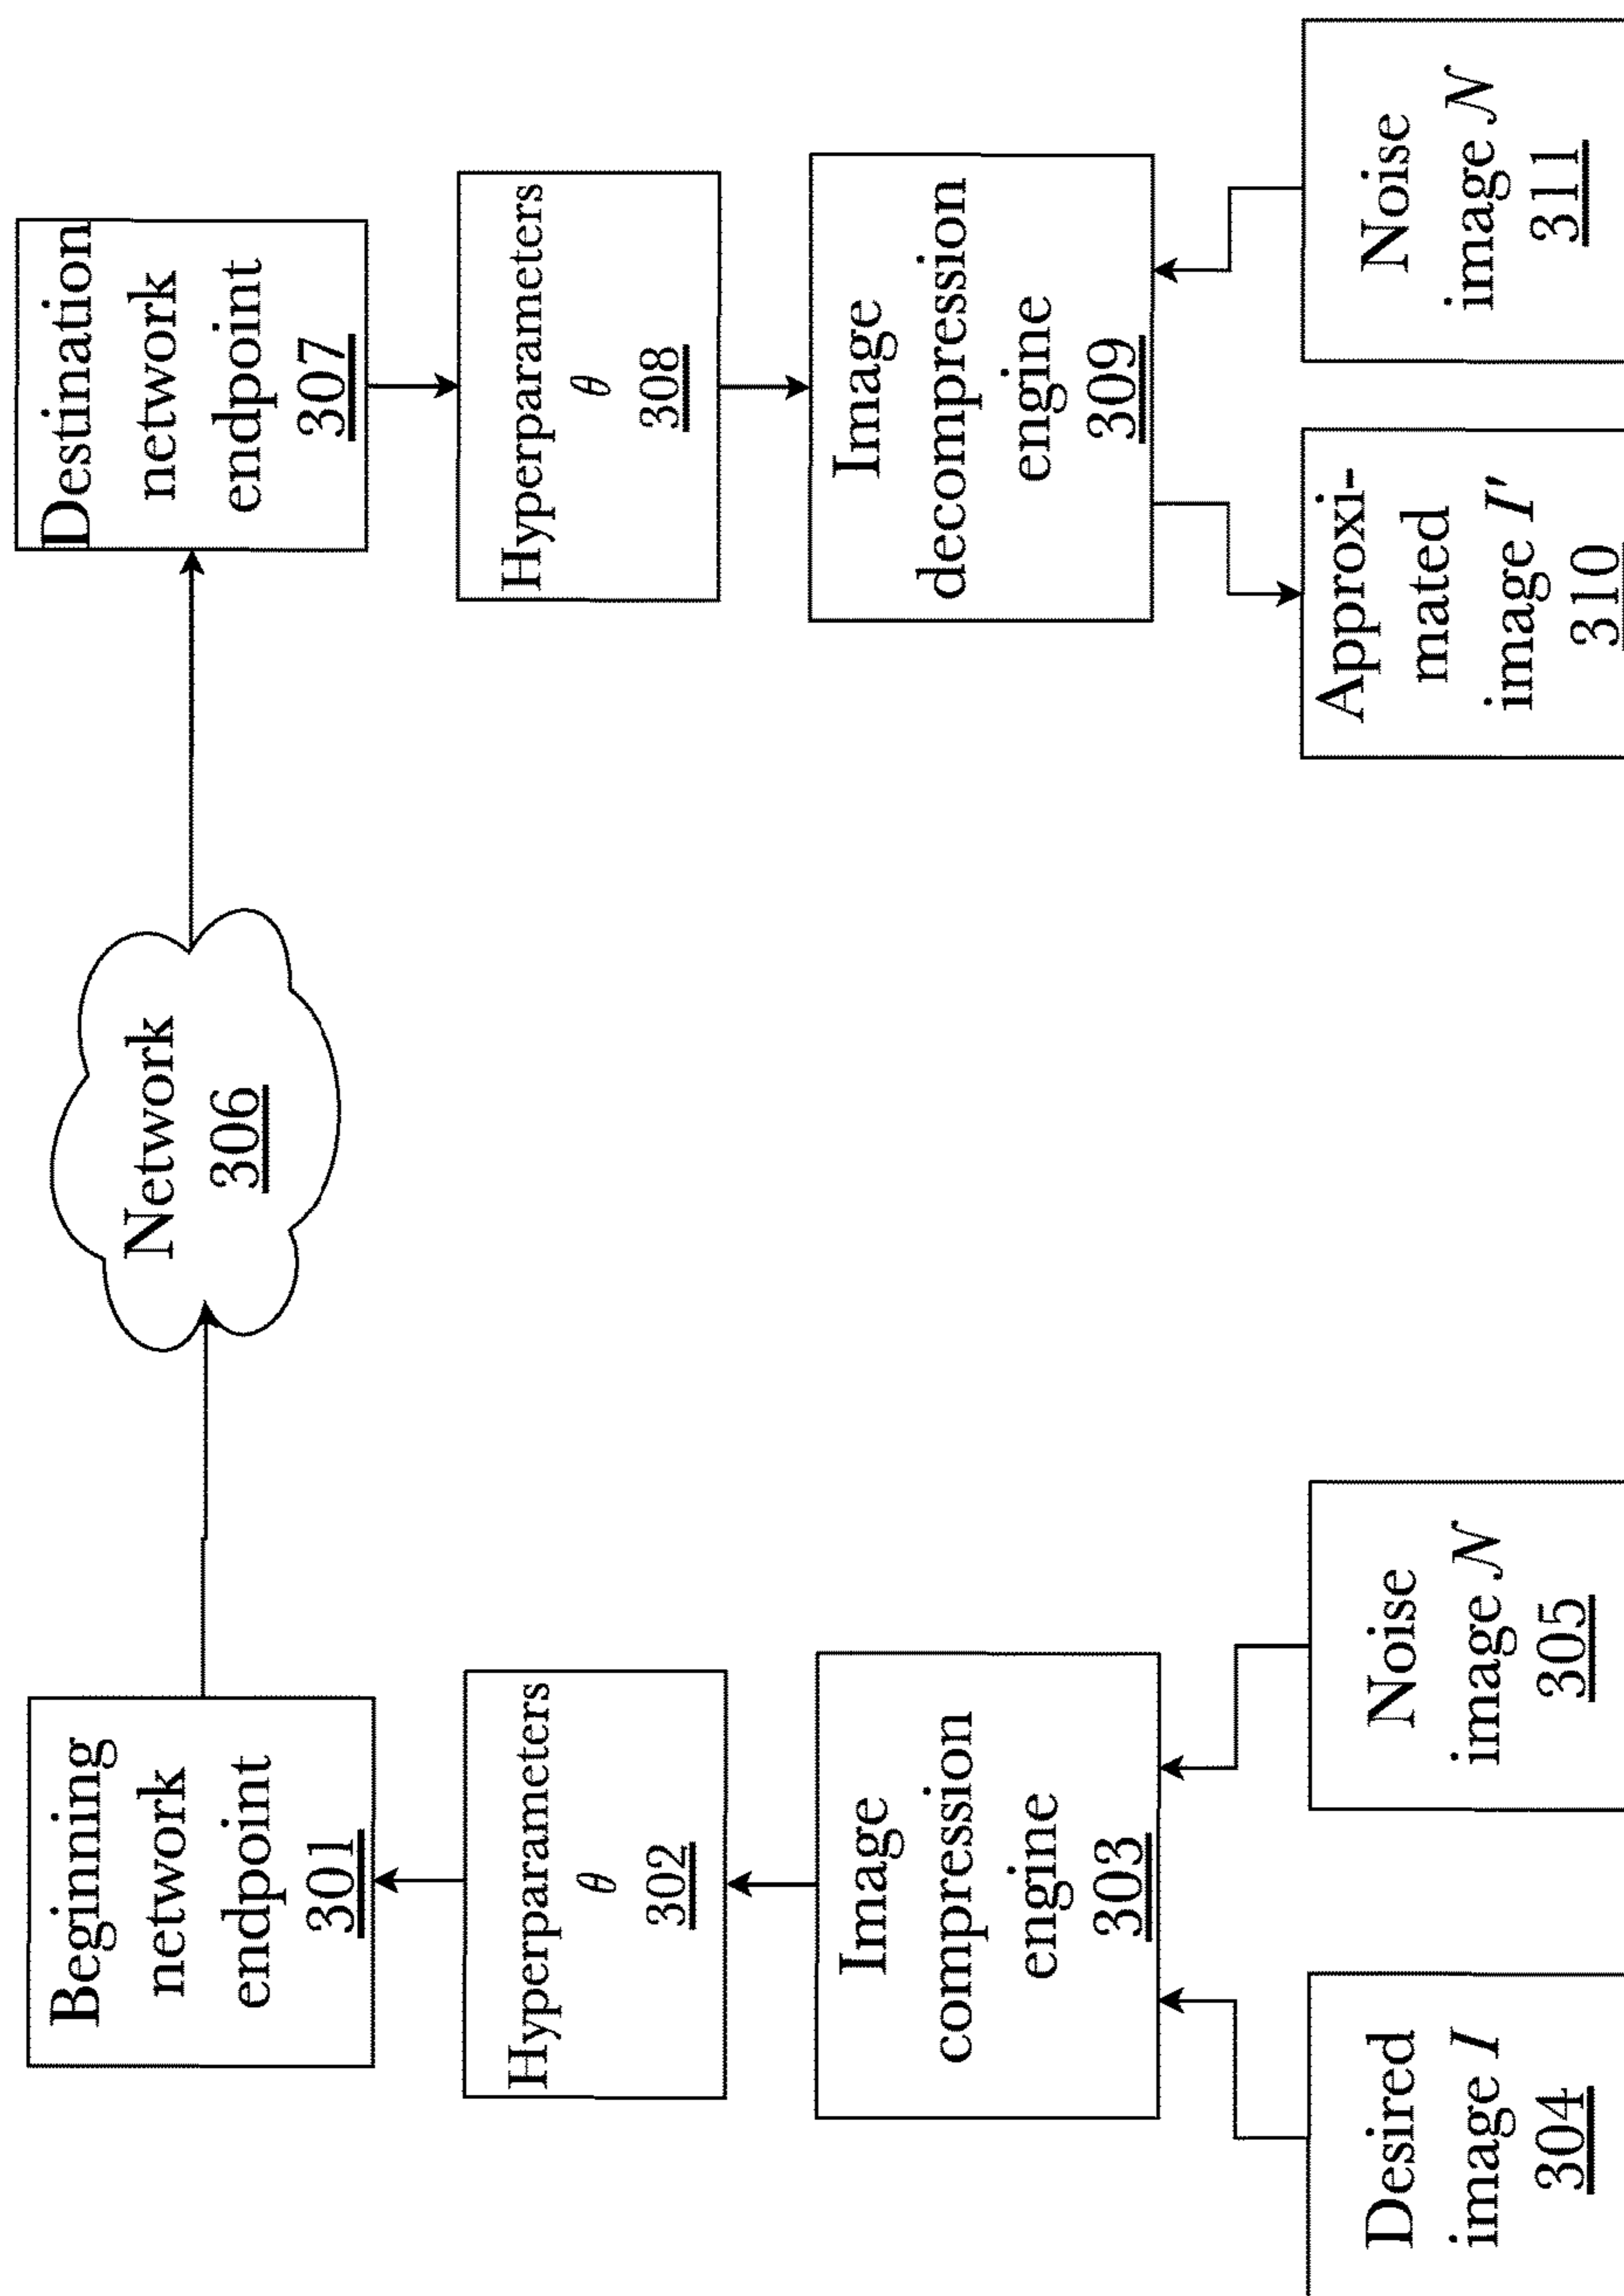 Beginning
network
endpoint
301
Hyperparameters
θ
302
Image
compression
engine
303
Desired
image I
304
Noise
image 𝒩
305
Network
306
Destination
network
endpoint
307
Hyperparameters
θ
308
Image
decompression
engine
309
Approxi-
mated
image I′
310
Noise
image 𝒩
311